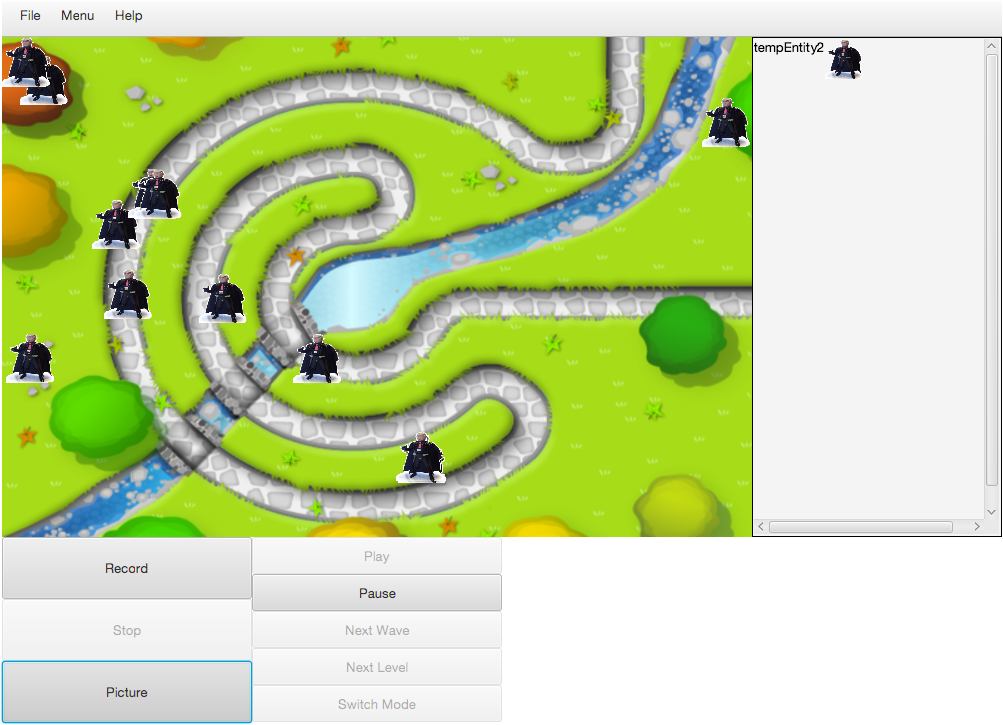 File Menu Help
tempEntity2
Record
Stop
Picture
Play
Pause
Next Wave
Next Level
Switch Mode